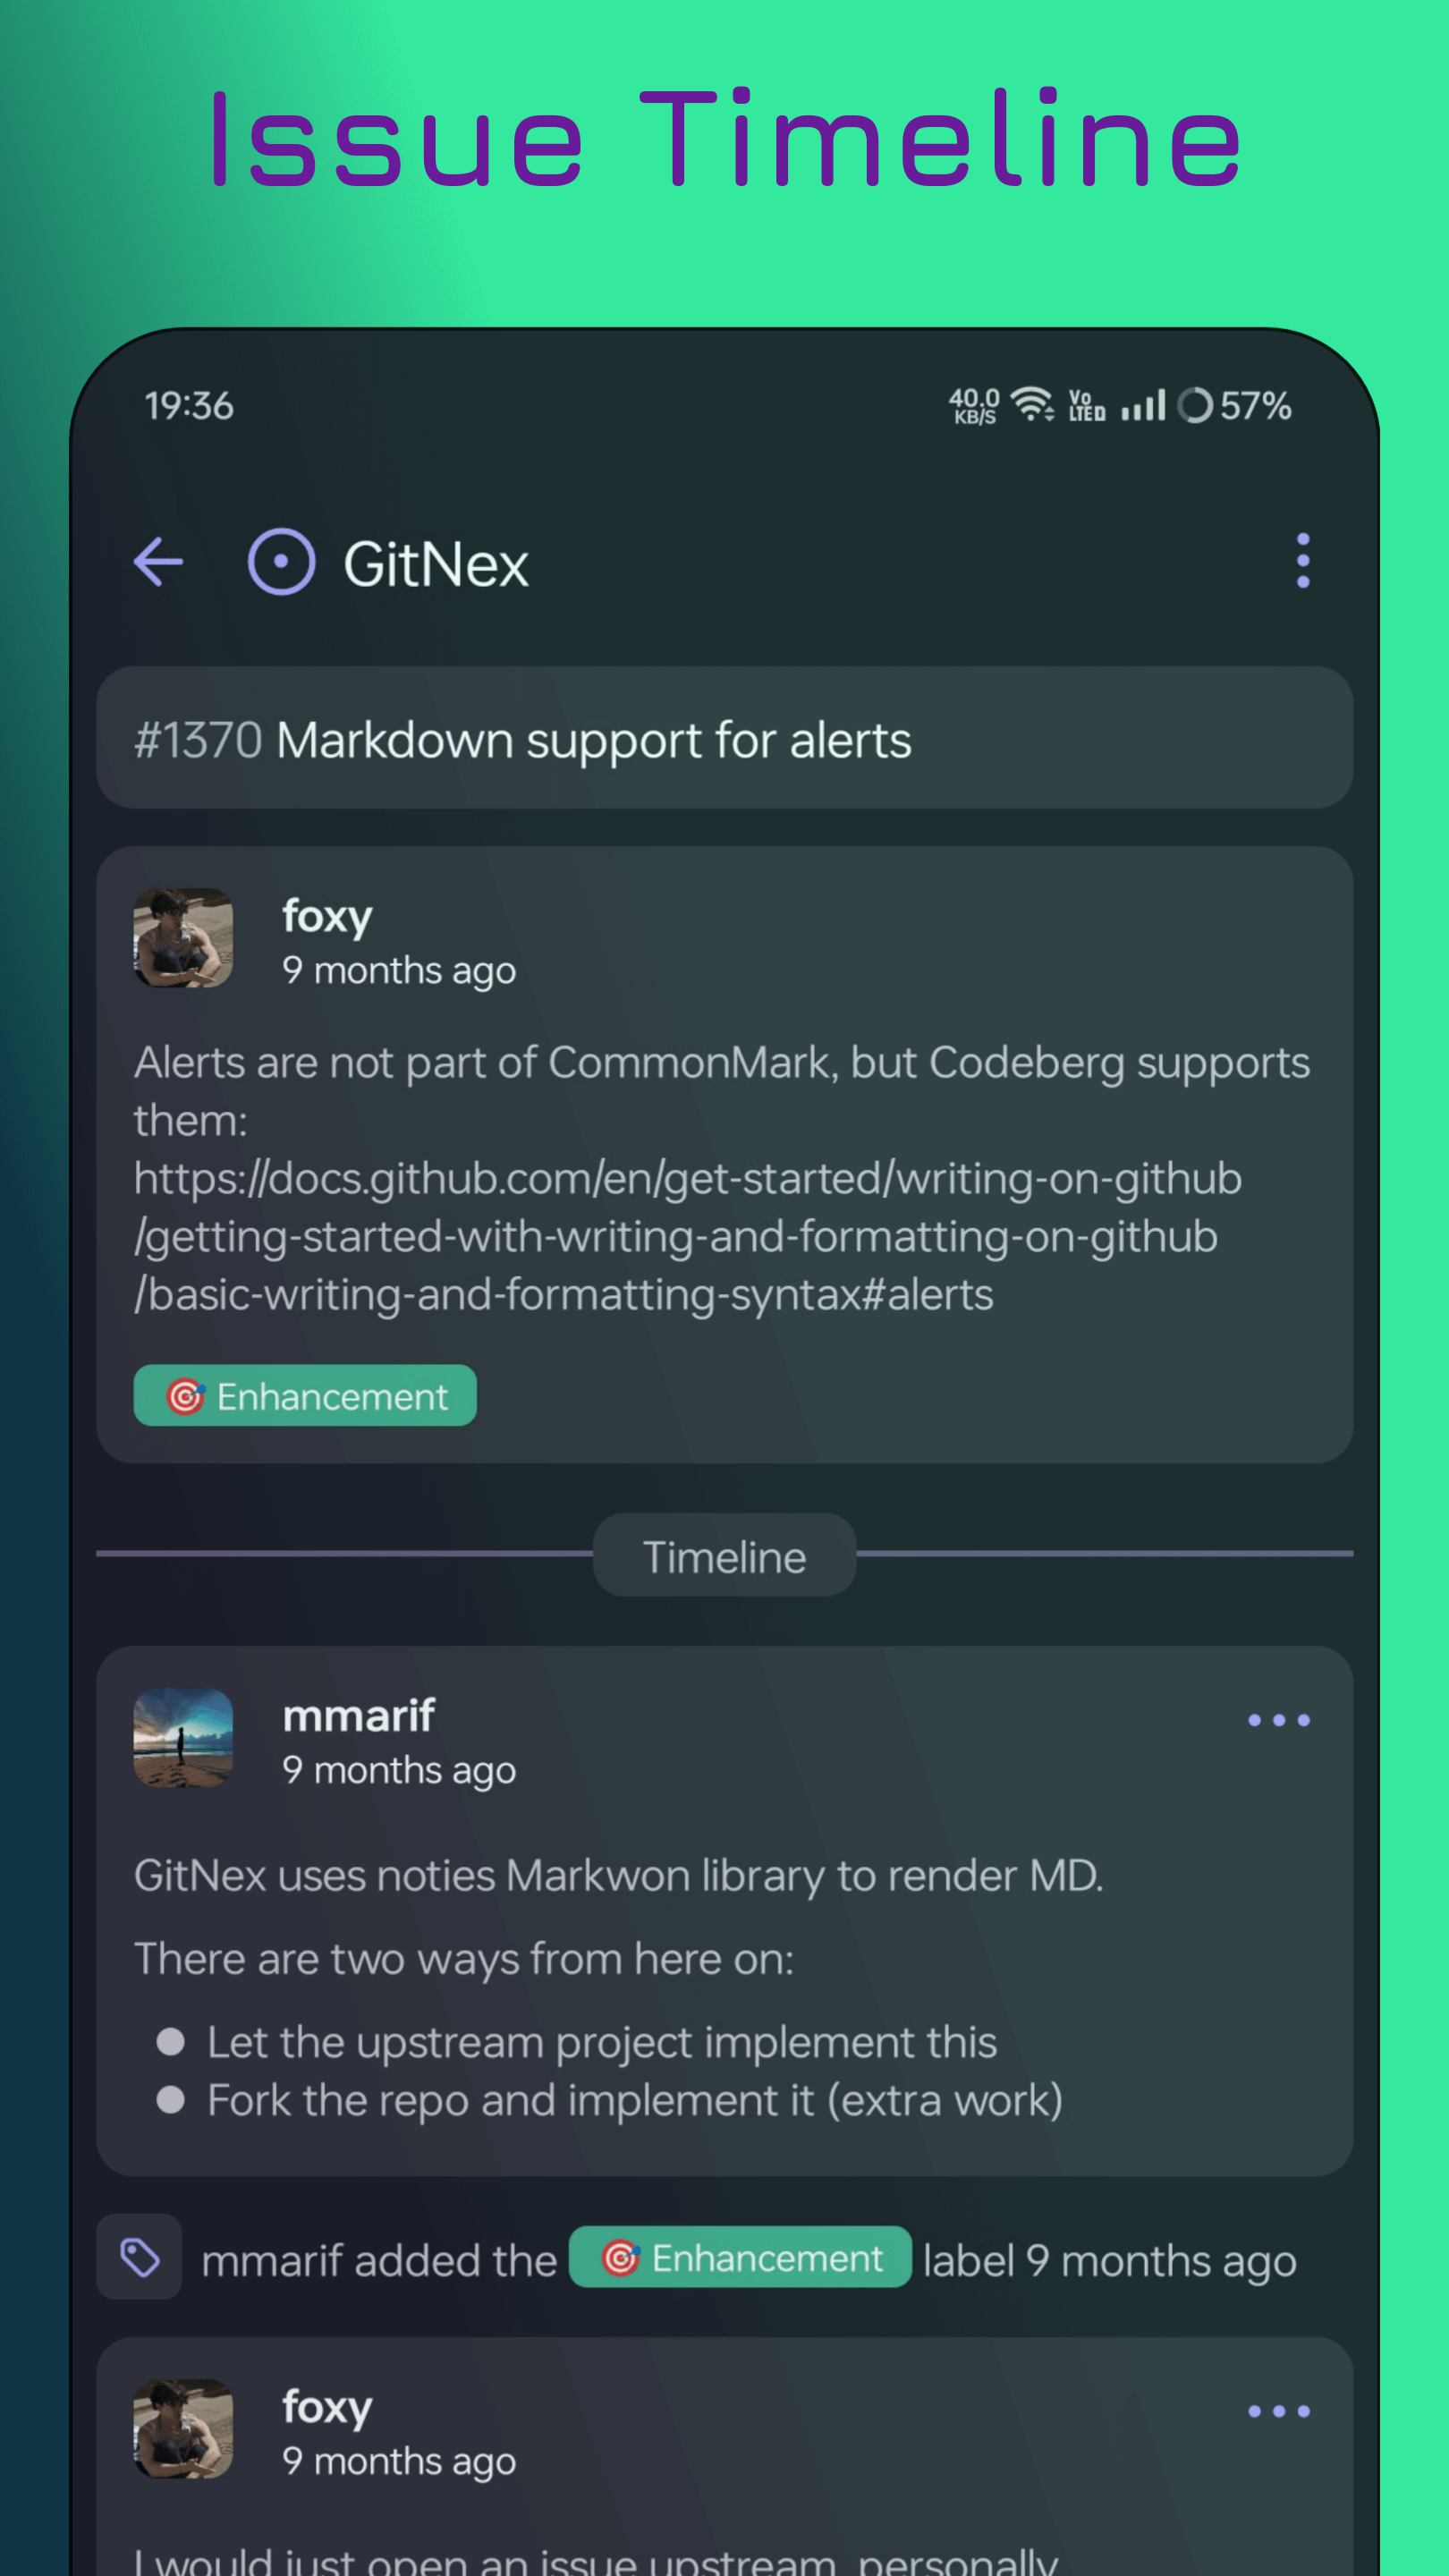 Issue Timeline
19:36
40.0 KB/S
Vo LTED
57%
GitNex
#1370 Markdown support for alerts
foxy
9 months ago
Alerts are not part of CommonMark, but Codeberg supports
them:
https://docs.github.com/en/get-started/writing-on-github
/getting-started-with-writing-and-formatting-on-github
/basic-writing-and-formatting-syntax#alerts
🎯 Enhancement
Timeline
mmarif
9 months ago
GitNex uses noties Markwon library to render MD.
There are two ways from here on:
● Let the upstream project implement this
● Fork the repo and implement it (extra work)
mmarif added the 🎯 Enhancement label 9 months ago
foxy
9 months ago
I would just open an issue upstream, personally